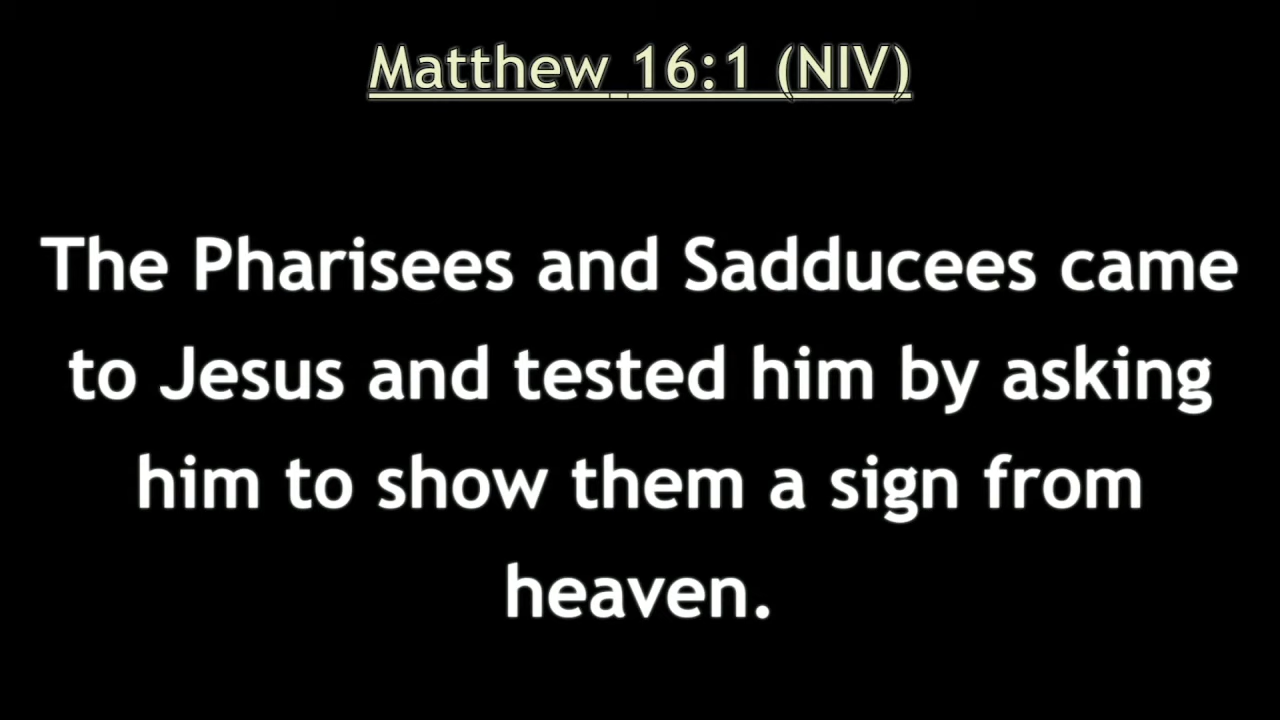 Matthew 16:1 (NIV)
The Pharisees and Sadducees came
to Jesus and tested him by asking
him to show them a sign from
heaven.